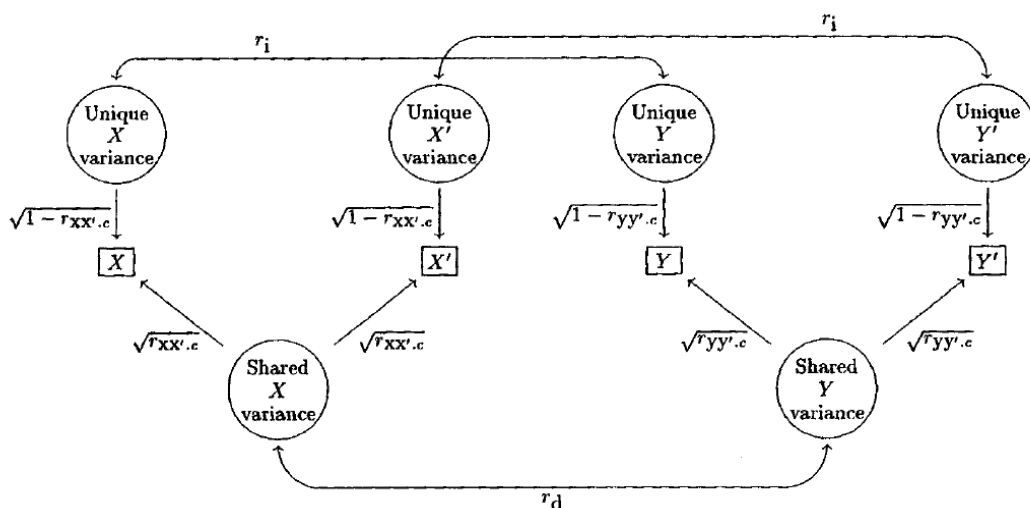 r_i r_i
Unique Unique Unique Unique
X X′ Y Y′
variance variance variance variance
√1 − r_xx′.c √1 − r_xx′.c √1 − r_yy′.c √1 − r_yy′.c
X X′ Y Y′
√r_xx′.c √r_xx′.c √r_yy′.c √r_yy′.c
Shared Shared
X Y
variance variance
r_d